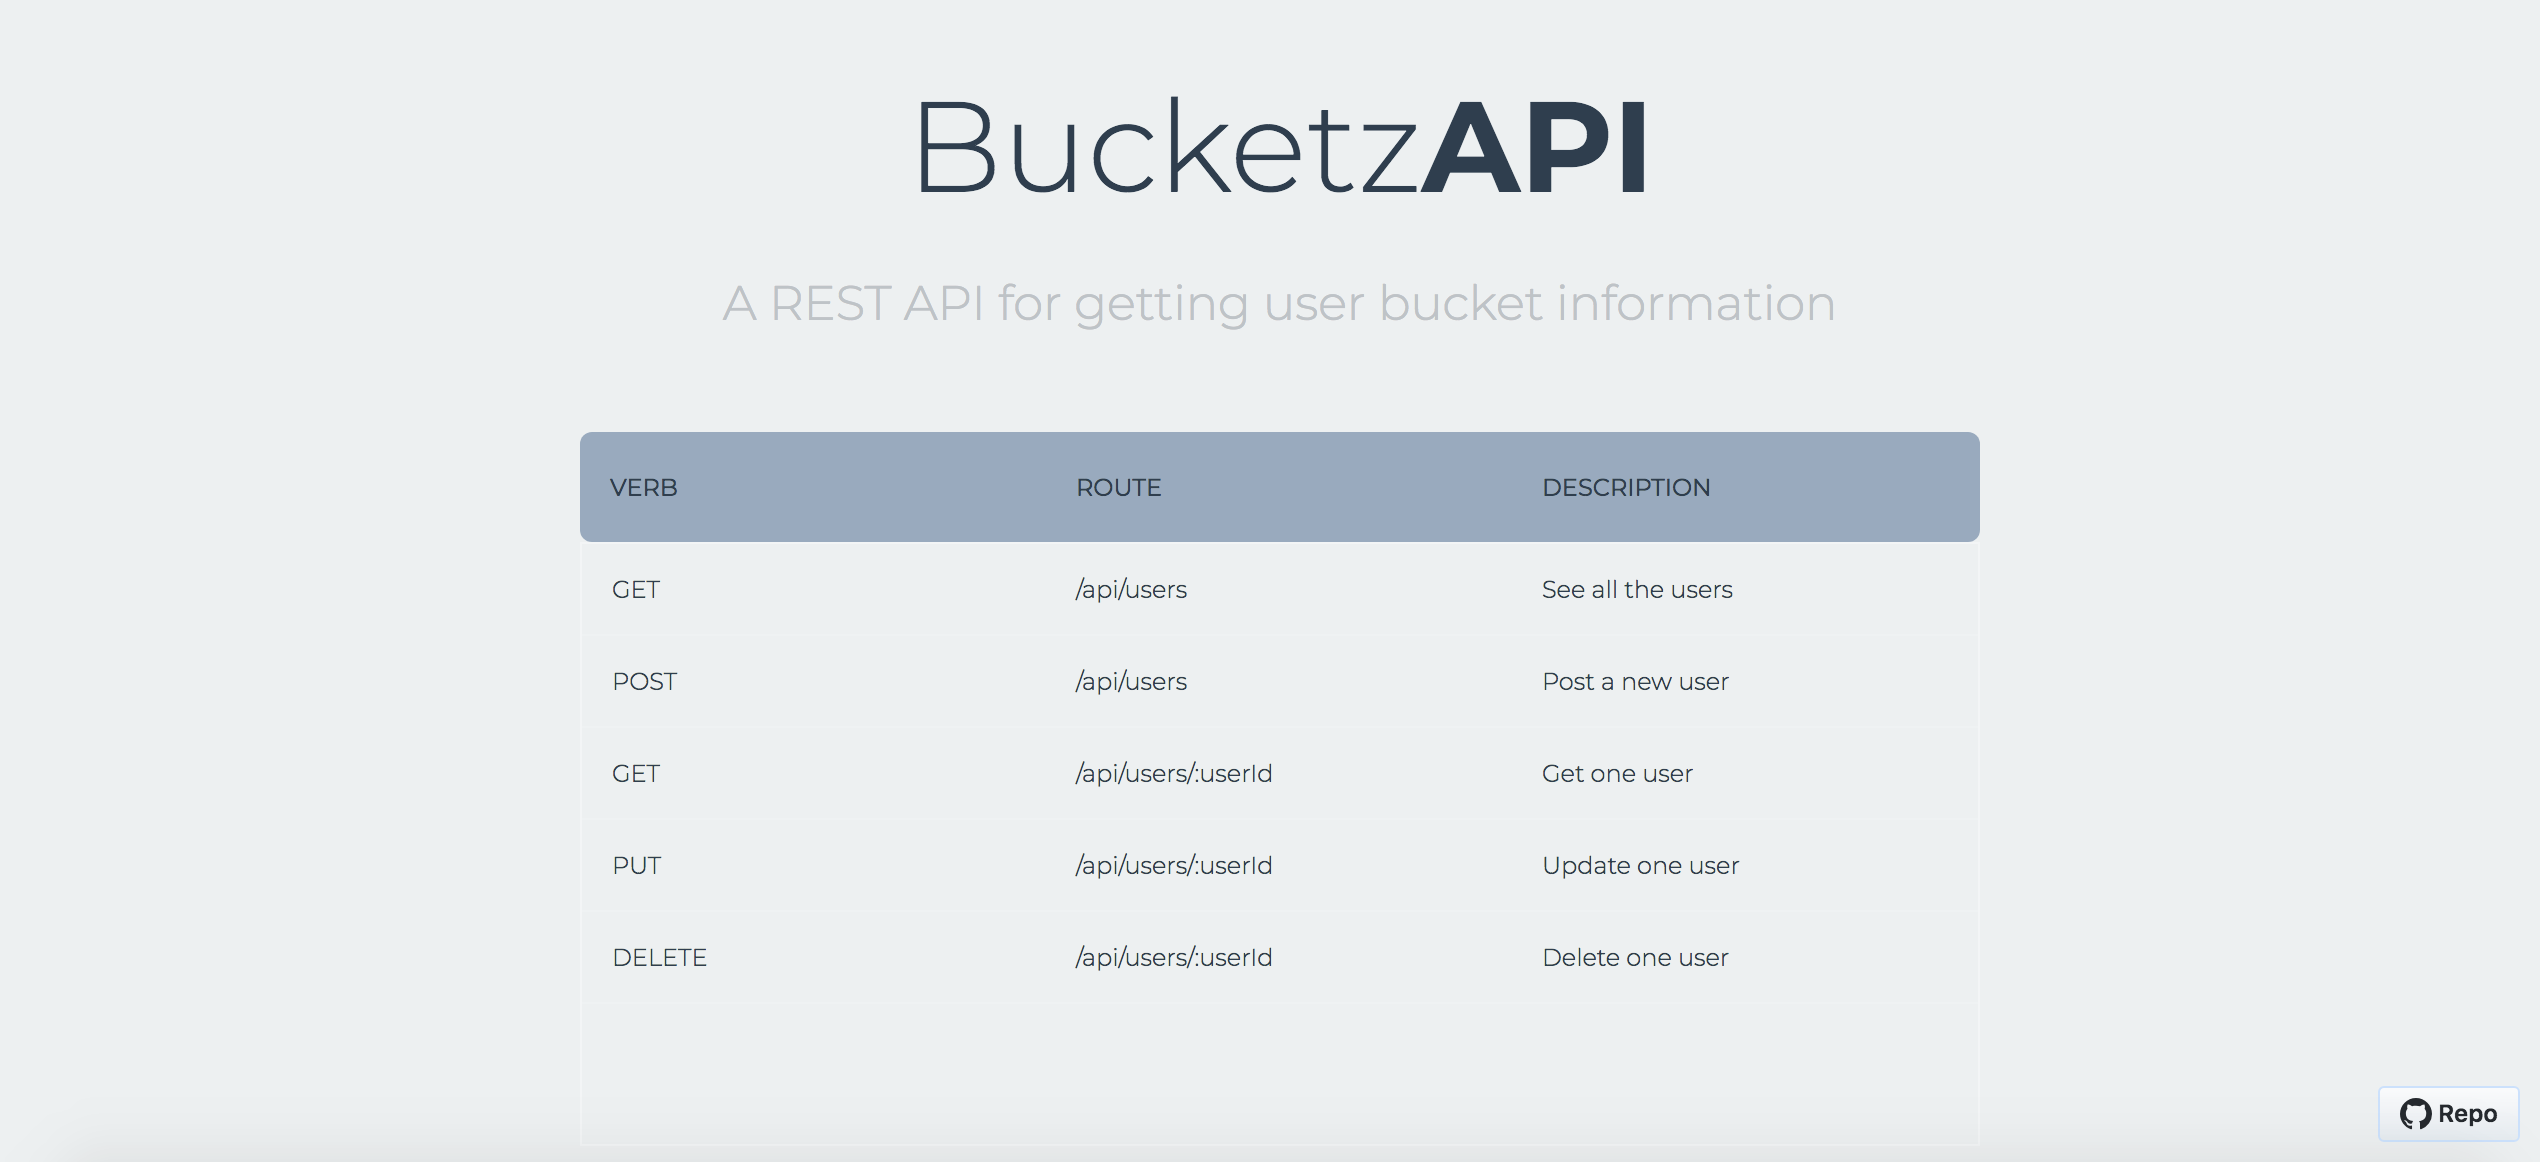 BucketzAPI
A REST API for getting user bucket information
VERB ROUTE DESCRIPTION
GET /api/users See all the users
POST /api/users Post a new user
GET /api/users/:userId Get one user
PUT /api/users/:userId Update one user
DELETE /api/users/:userId Delete one user
Repo